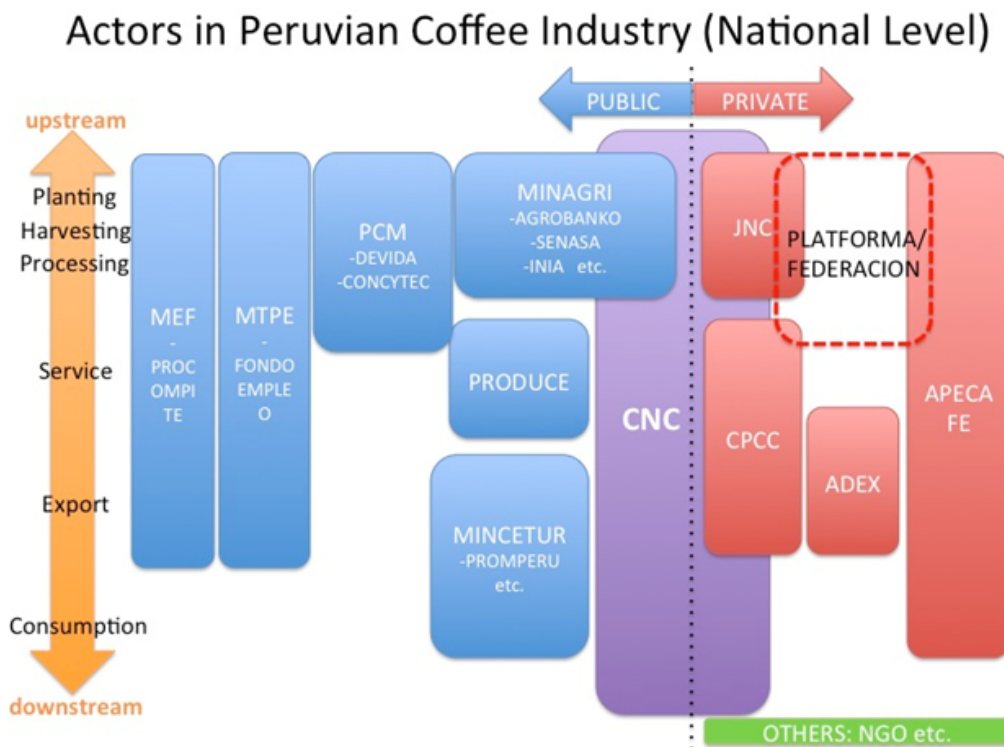 Actors in Peruvian Coffee Industry (National Level)
PUBLIC
PRIVATE
upstream
Planting
Harvesting
Processing
Service
Export
Consumption
downstream
MEF
-
PROC
OMPI
TE
MTPE
-
FONDO
EMPLE
O
PCM
-DEVIDA
-CONCYTEC
MINAGRI
-AGROBANKO
-SENASA
-INIA etc.
PRODUCE
MINCETUR
-PROMPERU
etc.
CNC
JNC
PLATFORMA/
FEDERACION
CPCC
ADEX
APECA
FE
OTHERS: NGO etc.